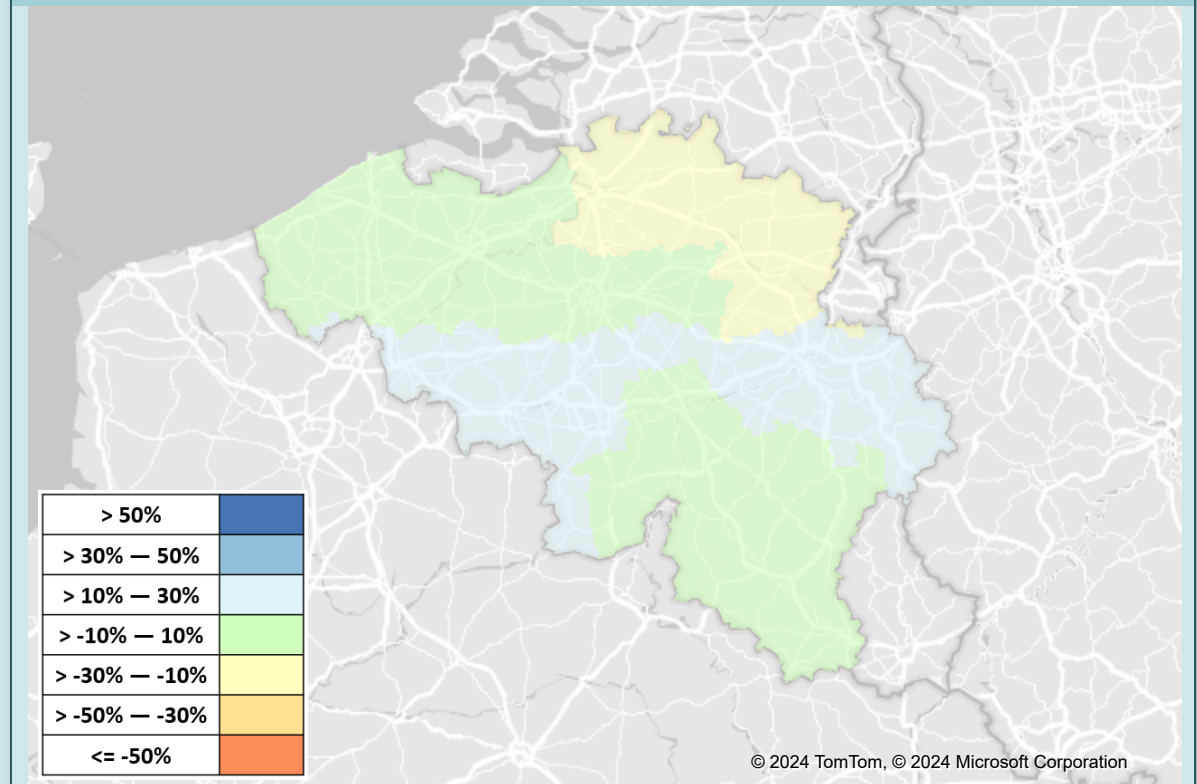 > 50%
> 30% — 50%
> 10% — 30%
> -10% — 10%
> -30% — -10%
> -50% — -30%
<= -50%
© 2024 TomTom, © 2024 Microsoft Corporation